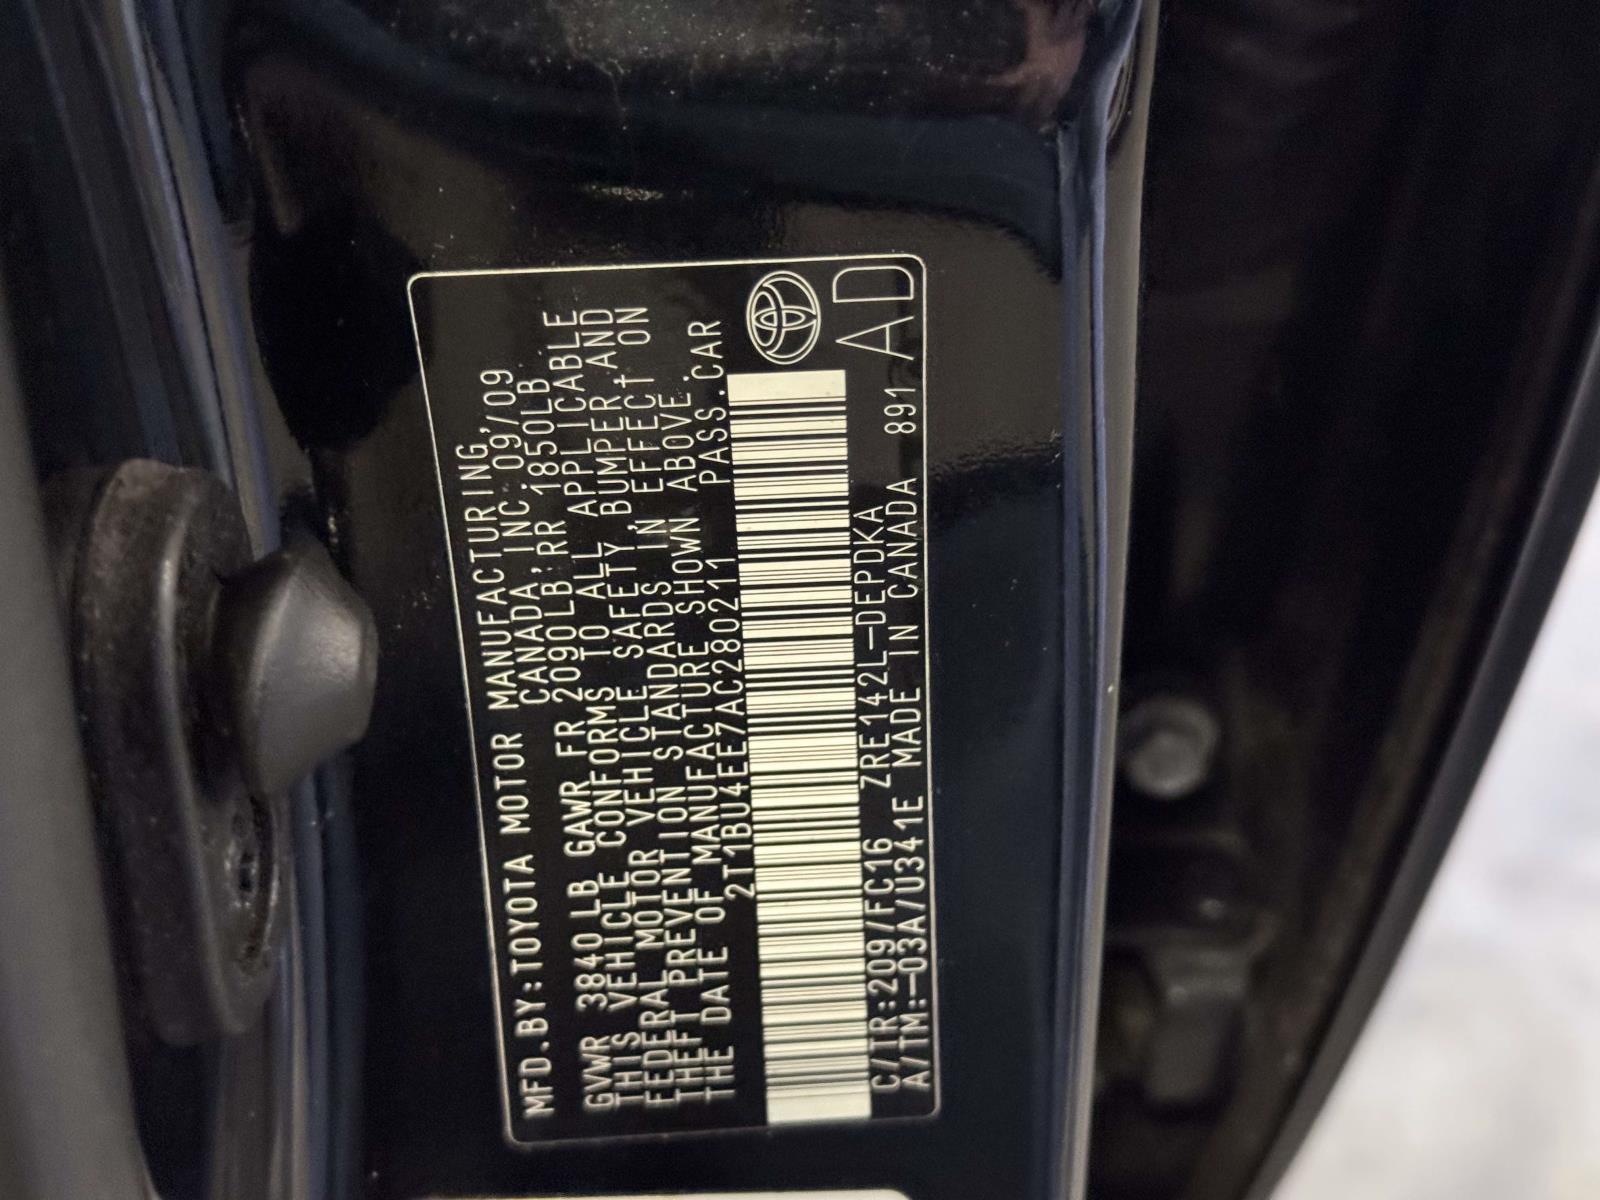 MFD.BY:TOYOTA MOTOR MANUFACTURING,
CANADA,INC.09/09
GVWR 3840LB GAWR FR 2090LB RR 1850LB
THIS VEHICLE CONFORMS TO ALL APPLICABLE
FEDERAL MOTOR VEHICLE SAFETY,BUMPER,AND
THEFT PREVENTION STANDARDS IN EFFECT ON
THE DATE OF MANUFACTURE SHOWN ABOVE.
2T1BU4EE7AC280211 PASS.CAR
C/TR:209/FC16 ZRE142L-DEPDKA
A/TM:-03A/U341E MADE IN CANADA 891 AD